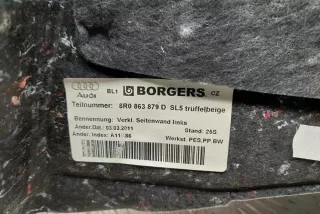 Audi BL1 BORGERS CZ
Teilnummer: 8R0 863 879 D SL5 trüffelbeige
Bennennung: Verkl. Seitenwand links
Änder.Dat.: 03.03.2011 Stand: 26S
Änder. Index: A11 86 Werkst. PES,PP,BW